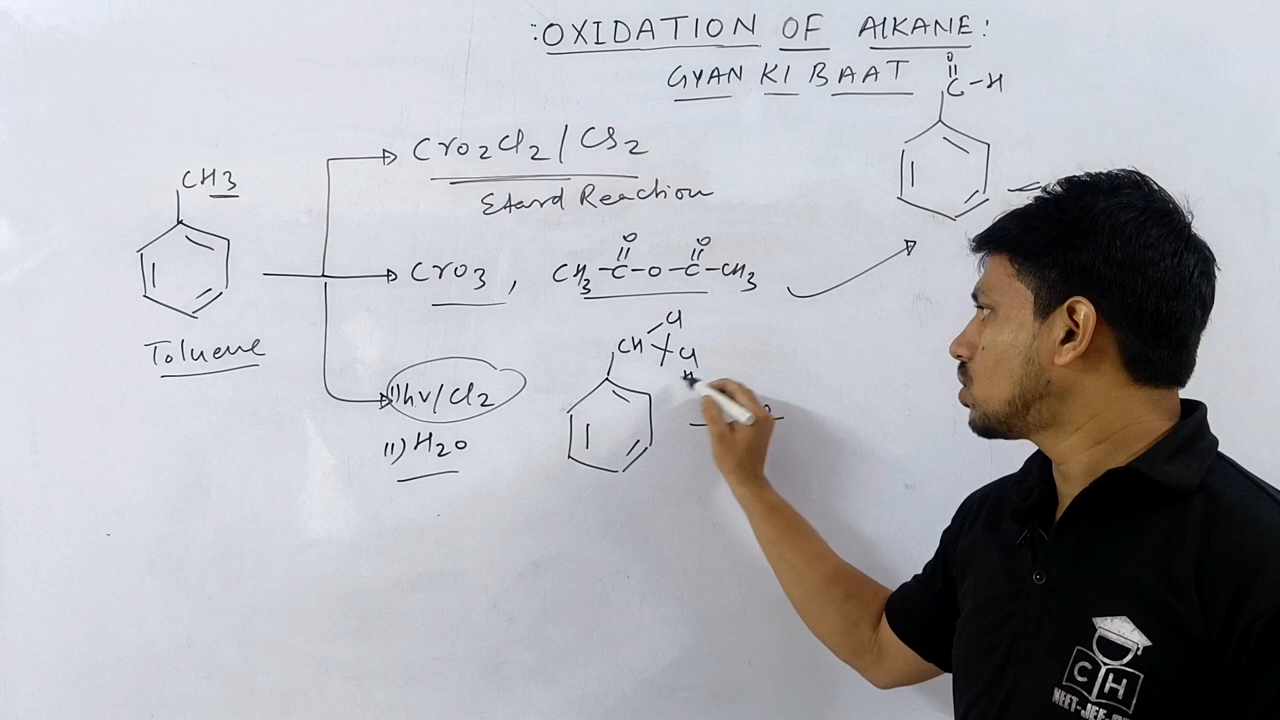 :OXIDATION OF AlKANE:
GYAN KI BAAT
O
C-H
CrO2Cl2/CS2
Etard Reaction
CH3
CrO3, CH3-C-O-C-CH3
O O
Toluene
CH Cl
Cl
i) hv/Cl2
ii) H2O
C H